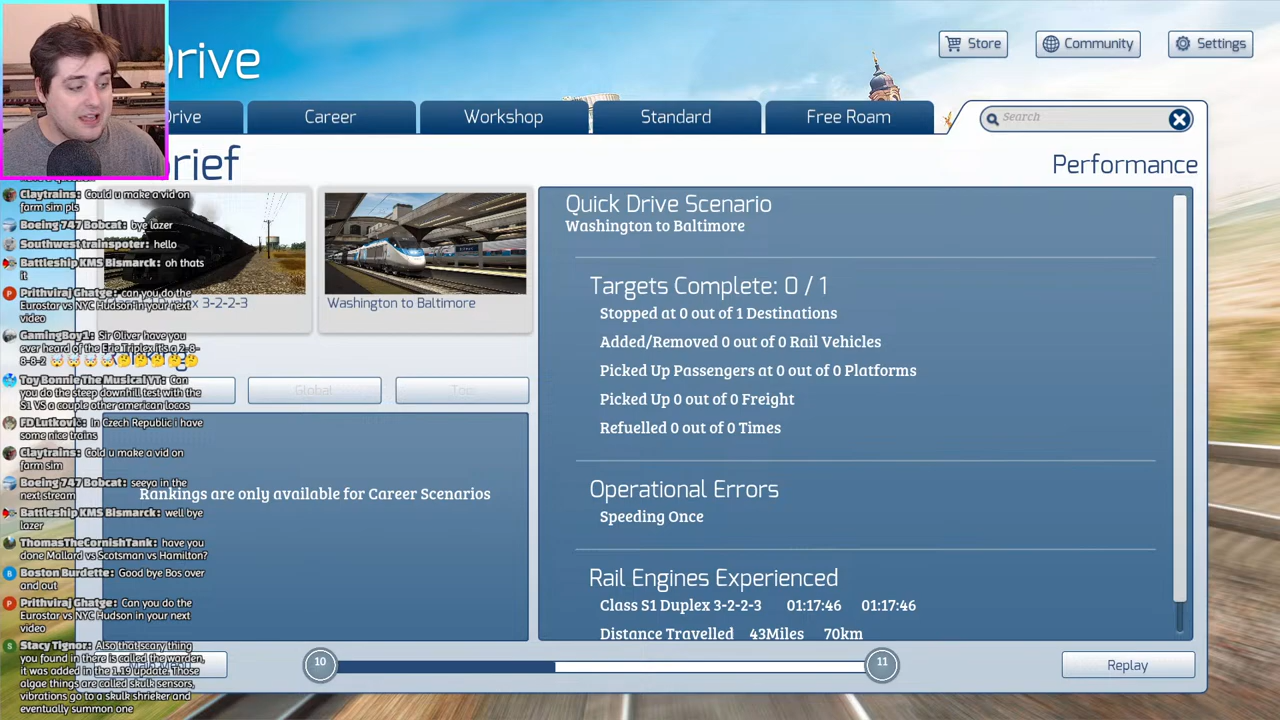 Drive
Store
Community
Settings
Drive
Career
Workshop
Standard
Free Roam
Search
brief
Performance
3-2-2-3
Washington to Baltimore
Global
Top
Rankings are only available for Career Scenarios
Quick Drive Scenario
Washington to Baltimore
Targets Complete: 0 / 1
Stopped at 0 out of 1 Destinations
Added/Removed 0 out of 0 Rail Vehicles
Picked Up Passengers at 0 out of 0 Platforms
Picked Up 0 out of 0 Freight
Refuelled 0 out of 0 Times
Operational Errors
Speeding Once
Rail Engines Experienced
Class S1 Duplex 3-2-2-3 01:17:46 01:17:46
Distance Travelled 43Miles 70km
10
11
Replay
Claytrains: Could u make a vid on
farm sim pls
Boeing 747 Bobcat: bye lazer
Southwest trainspoter: hello
Battleship KMS Bismarck: oh thats
it
Prithviraj Ghatge: can you do the
Eurostar vs NYC Hudson in your next
video
GamingBoy1: Sir Oliver have you
ever heard of the Erie Triplex it's a 2-8-
8-8-2
Toy Bonnie The Musical YT: Can
you do the steep downhill test with the
S1 VS a couple other american locos
FD Lutkovič: In Czech Republic i have
some nice trains
Claytrains: Cold u make a vid on
farm sim
Boeing 747 Bobcat: seeya in the
next stream
Battleship KMS Bismarck: well bye
lazer
ThomasTheCornishTank: have you
done Mallard vs Scotsman vs Hamilton?
Boston Burdette: Good bye Bos over
and out
Prithviraj Ghatge: Can you do the
Eurostar vs NYC Hudson in your next
video
Stacy Tignor: Also that scary thing
you found in there is called the warden,
it was added in the 1.19 update. Those
algae things are called skulk sensors,
vibrations go to a skulk shrieker and
eventually summon one